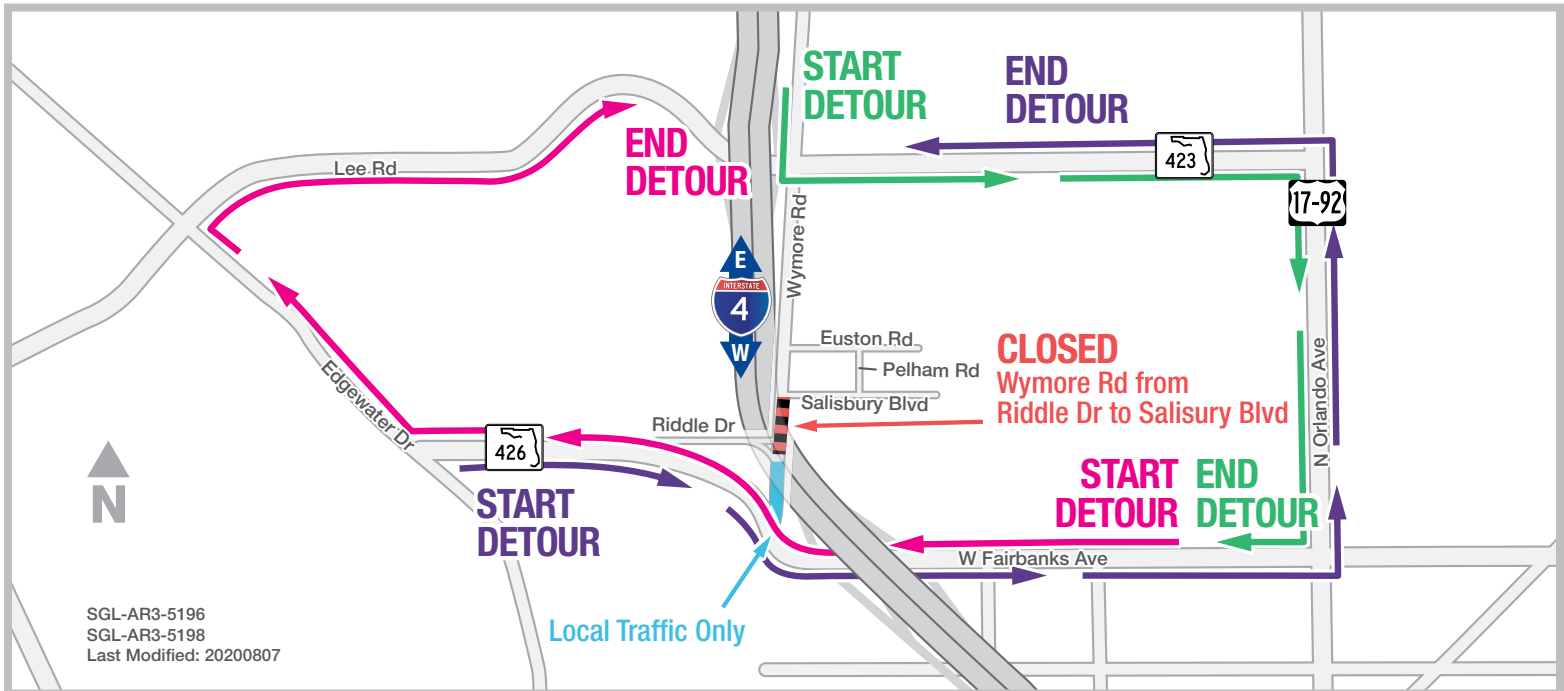 START
DETOUR
END
DETOUR
423
END
DETOUR
Lee Rd
17-92
Wymore Rd
E
INTERSTATE
4
W
Euston Rd
Pelham Rd
Salisbury Blvd
CLOSED
Wymore Rd from
Riddle Dr to Salisury Blvd
N Orlando Ave
Edgewater Dr
Riddle Dr
426
N
START
DETOUR
START
DETOUR
END
DETOUR
W Fairbanks Ave
Local Traffic Only
SGL-AR3-5196
SGL-AR3-5198
Last Modified: 20200807